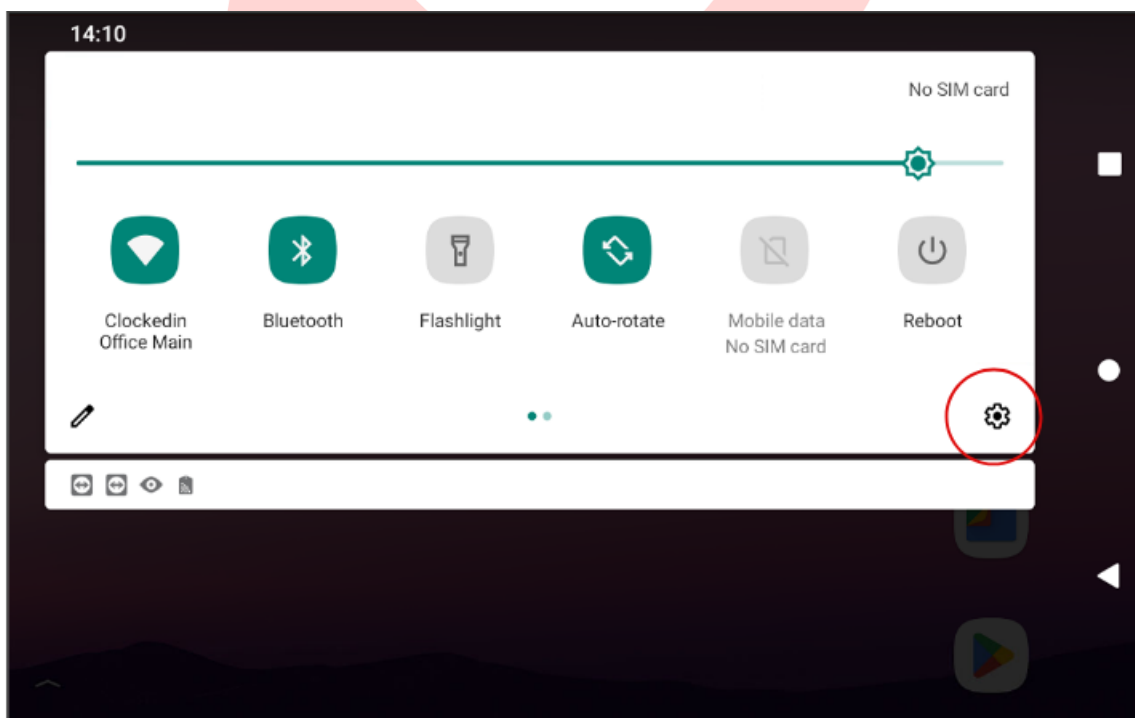 14:10
No SIM card
Clockedin
Office Main
Bluetooth
Flashlight
Auto-rotate
Mobile data
No SIM card
Reboot